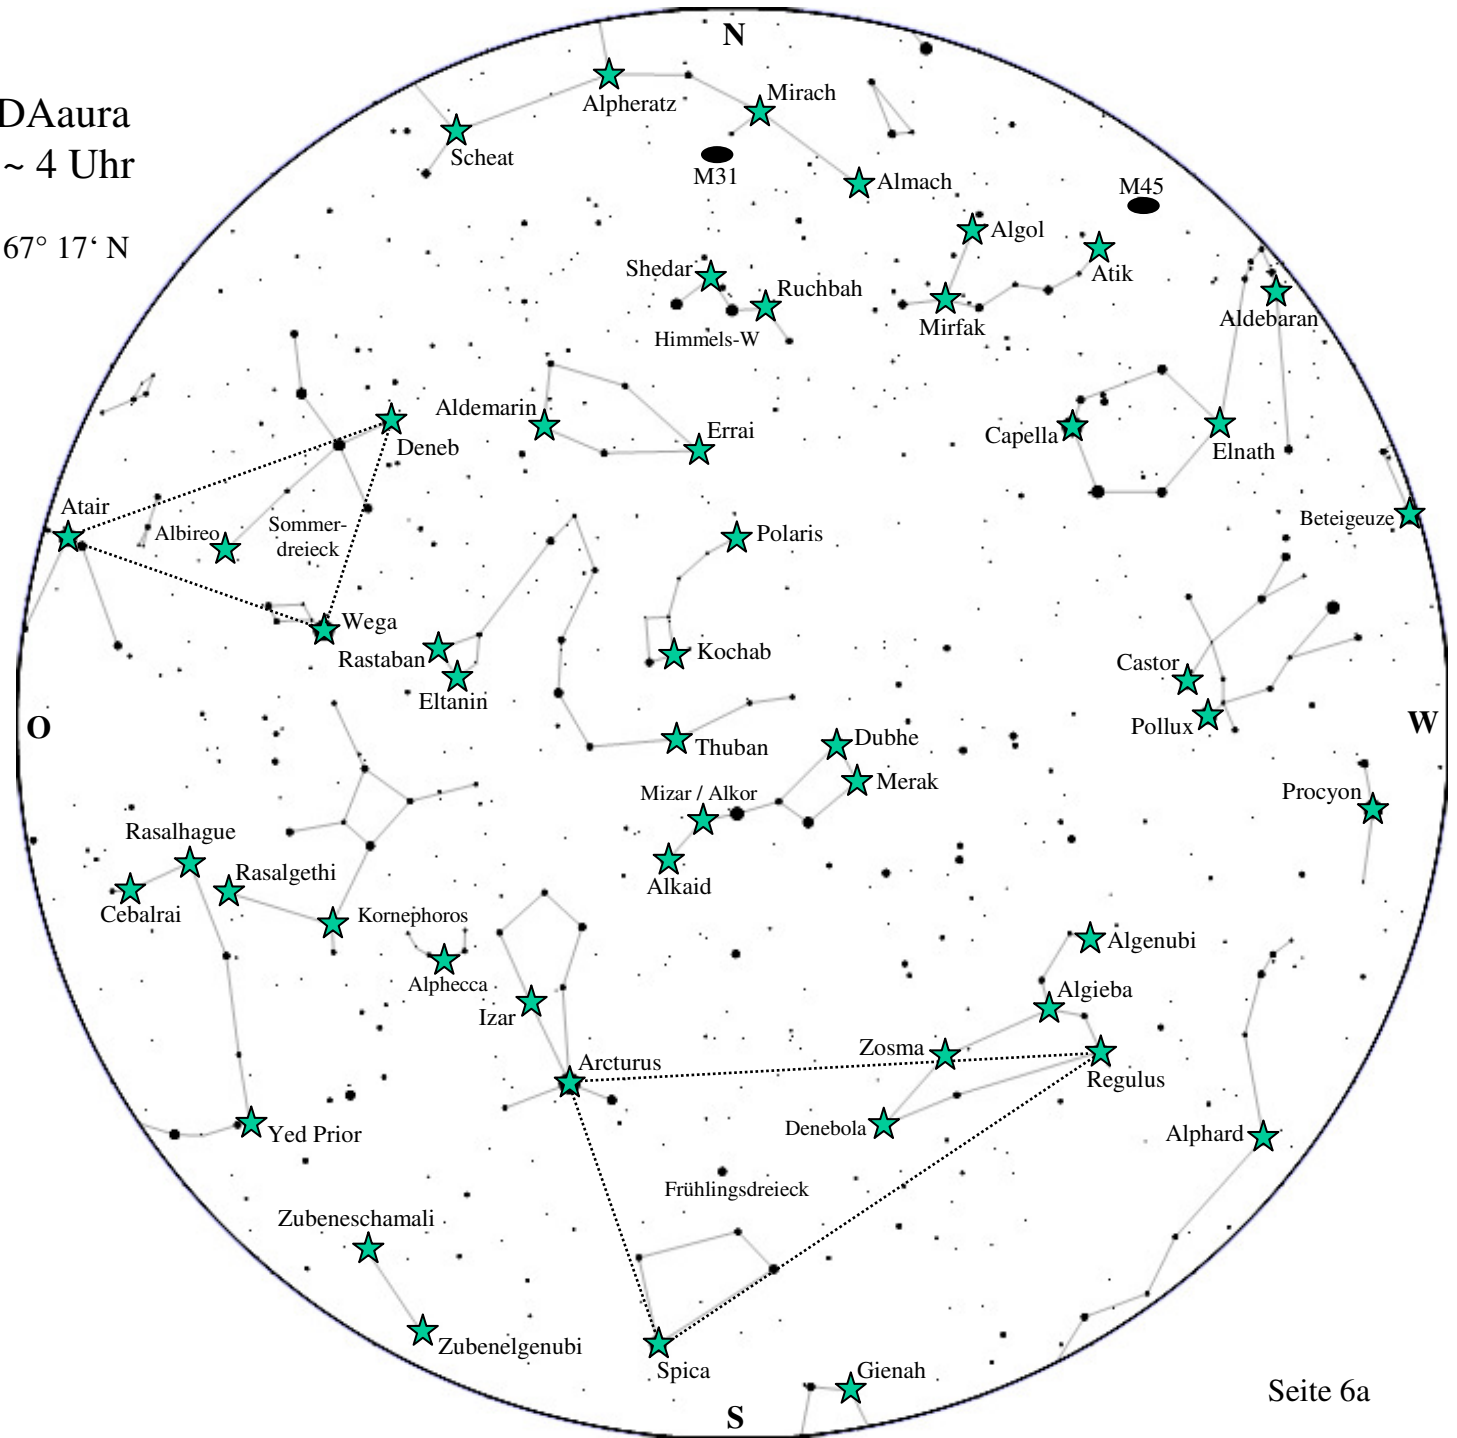 N
DAaura
~ 4 Uhr
67° 17‘ N
Alpheratz
Mirach
Scheat
M31
Almach
M45
Algol
Atik
Shedar
Ruchbah
Himmels-W
Mirfak
Aldebaran
Aldemarin
Deneb
Errai
Capella
Elnath
Atair
Albireo
Sommer-
dreieck
Polaris
Beteigeuze
Wega
Rastaban
Eltanin
Kochab
Castor
Pollux
O
W
Thuban
Dubhe
Merak
Mizar / Alkor
Procyon
Alkaid
Rasalhague
Rasalgethi
Cebalrai
Kornephoros
Alphecca
Algenubi
Algieba
Izar
Zosma
Arcturus
Regulus
Denebola
Yed Prior
Alphard
Frühlingsdreieck
Zubeneschamali
Zubenelgenubi
Spica
Gienah
S
Seite 6a